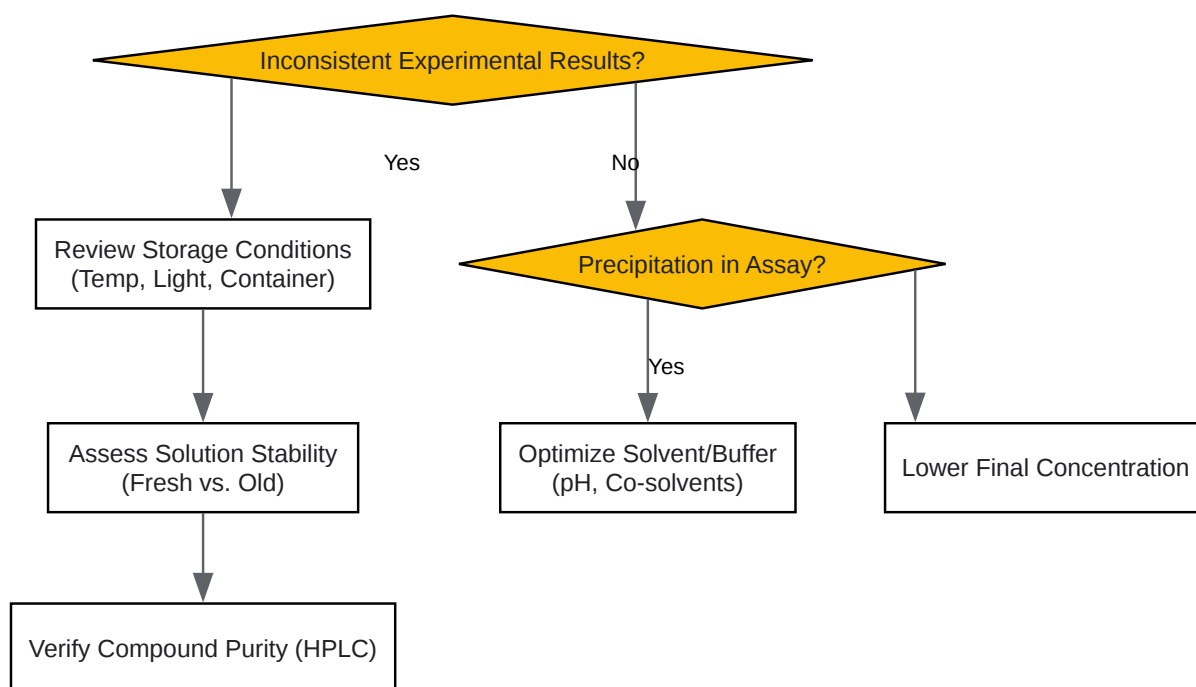 Inconsistent Experimental Results?
Yes
No
Review Storage Conditions
(Temp, Light, Container)
Precipitation in Assay?
Yes
Assess Solution Stability
(Fresh vs. Old)
Optimize Solvent/Buffer
(pH, Co-solvents)
Lower Final Concentration
Verify Compound Purity (HPLC)